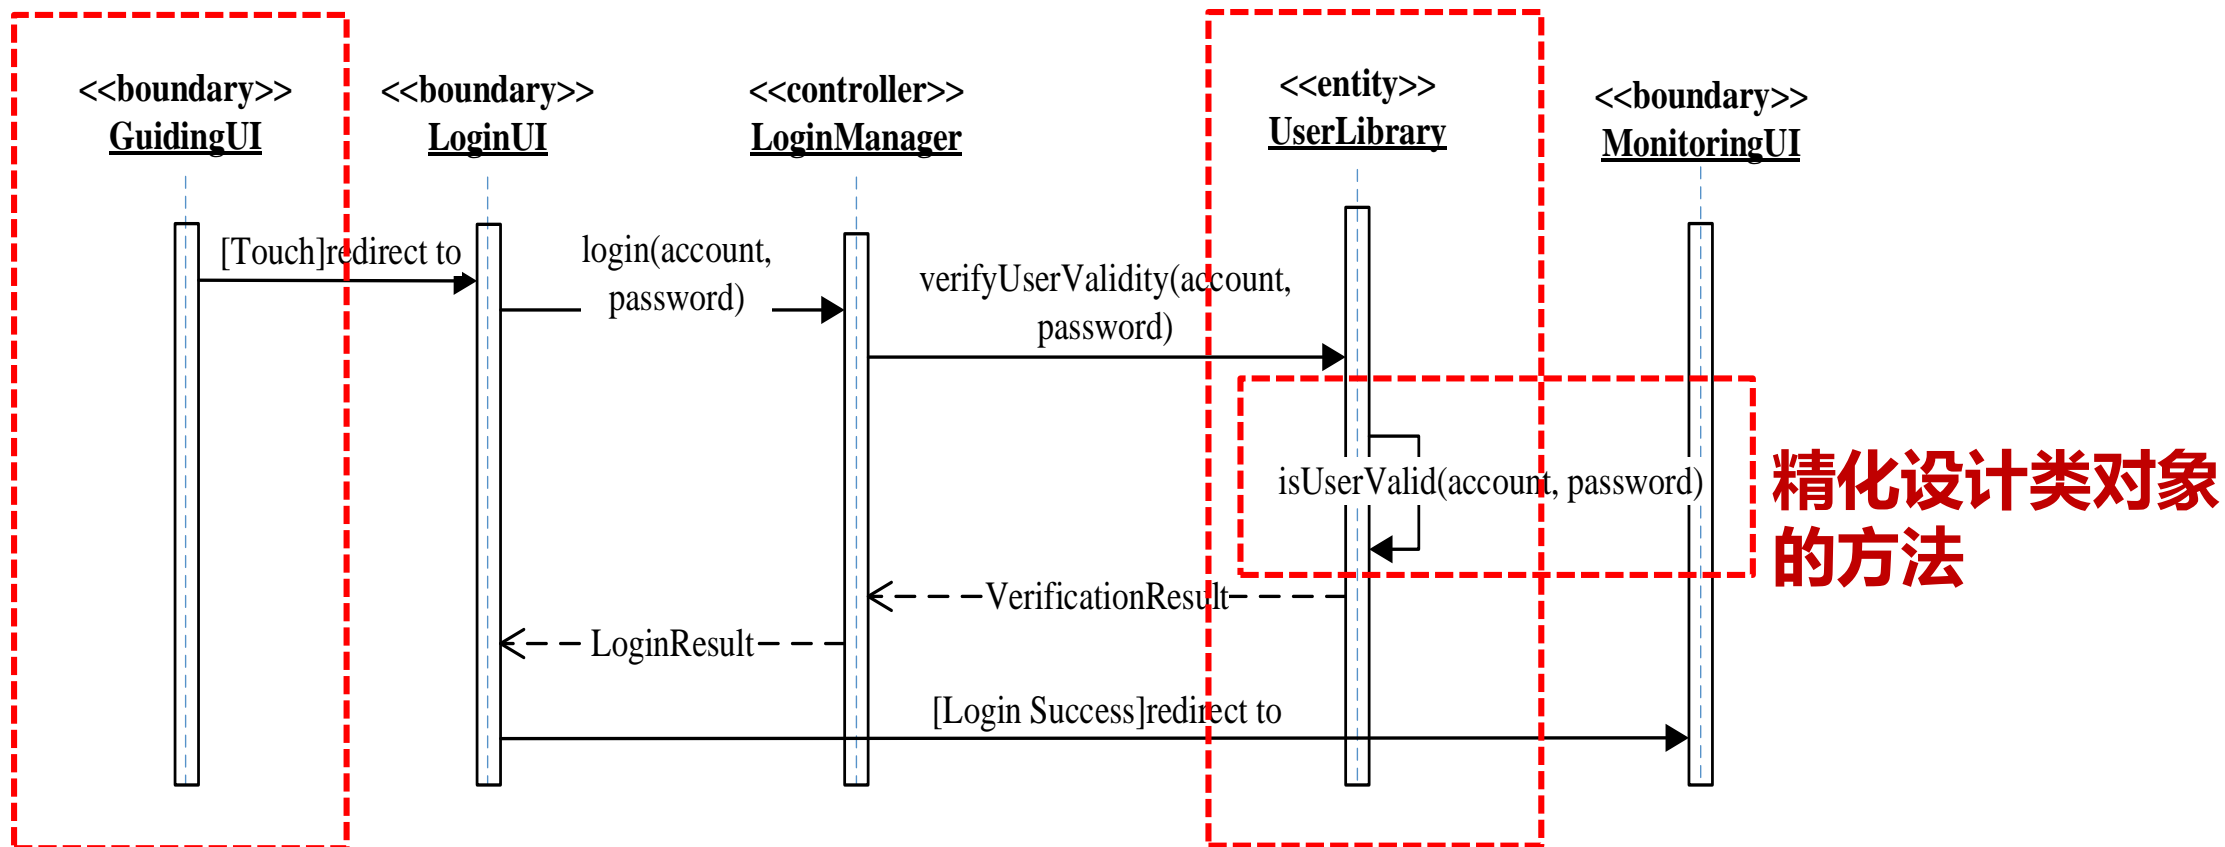 <<boundary>>
GuidingUI
<<boundary>>
LoginUI
<<controller>>
LoginManager
<<entity>>
UserLibrary
<<boundary>>
MonitoringUI
[Touch]redirect to
login(account,
password)
verifyUserValidity(account,
password)
isUserValid(account, password)
精化设计类对象
的方法
VerificationResult
LoginResult
[Login Success]redirect to